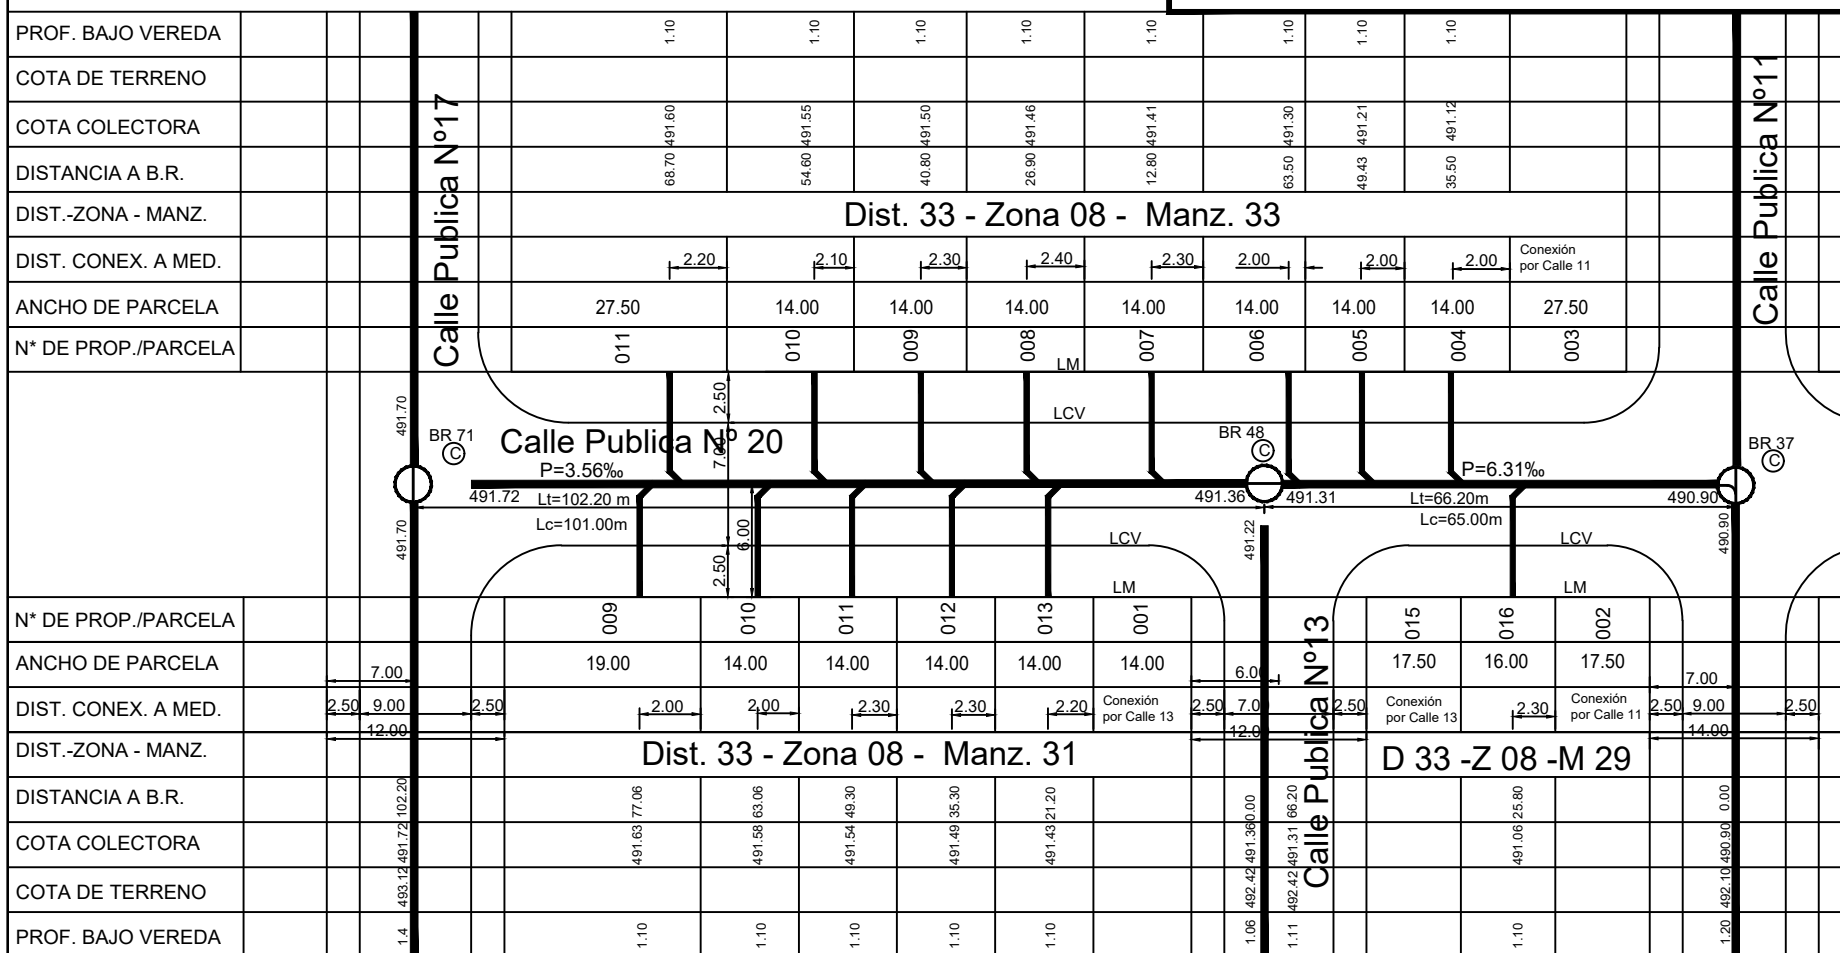 PROF. BAJO VEREDA 1.10 1.10 1.10 1.10 1.10 1.10 1.10 1.10
COTA DE TERRENO
COTA COLECTORA 491.60 491.55 491.50 491.46 491.41 491.30 491.21 491.12
DISTANCIA A B.R. 68.70 54.60 40.80 26.90 12.80 63.50 49.43 35.50
DIST.-ZONA - MANZ. Dist. 33 - Zona 08 - Manz. 33
DIST. CONEX. A MED. 2.20 2.10 2.30 2.40 2.30 2.00 2.00 2.00 Conexión
por Calle 11
ANCHO DE PARCELA 27.50 14.00 14.00 14.00 14.00 14.00 14.00 14.00 27.50
N* DE PROP./PARCELA 011 010 009 008 007 006 005 004 003
Calle Publica Nº17
Calle Publica Nº11
LM
2.50
LCV
491.70
BR 71
C
Calle Publica Nº 20
7.00
BR 48
C
BR 37
C
P=3.56‰
P=6.31‰
491.72 Lt=102.20 m 491.36 491.31 Lt=66.20m 490.90
Lc=101.00m
Lc=65.00m
491.70
6.00
491.22
490.90
LCV
LCV
2.50
LM
LM
N* DE PROP./PARCELA 009 010 011 012 013 001 015 016 002
Calle Publica Nº13
ANCHO DE PARCELA 19.00 14.00 14.00 14.00 14.00 14.00 17.50 16.00 17.50
7.00 6.00 7.00
DIST. CONEX. A MED. 2.50 9.00 2.50 2.00 2.00 2.30 2.30 2.20 Conexión
por Calle 13
2.50 7.00 2.50 Conexión
por Calle 13
2.30 Conexión
por Calle 11
2.50 9.00 2.50
12.00 12.0 14.00
DIST.-ZONA - MANZ. Dist. 33 - Zona 08 - Manz. 31 D 33 -Z 08 -M 29
DISTANCIA A B.R. 102.20 77.06 63.06 49.30 35.30 21.20 0.00 66.20 25.80 0.00
COTA COLECTORA 491.72 491.63 491.58 491.54 491.49 491.43 491.36 491.31 491.06 490.90
COTA DE TERRENO 493.12 492.42 492.42 492.10
PROF. BAJO VEREDA 1.4 1.10 1.10 1.10 1.10 1.10 1.06 1.11 1.10 1.20